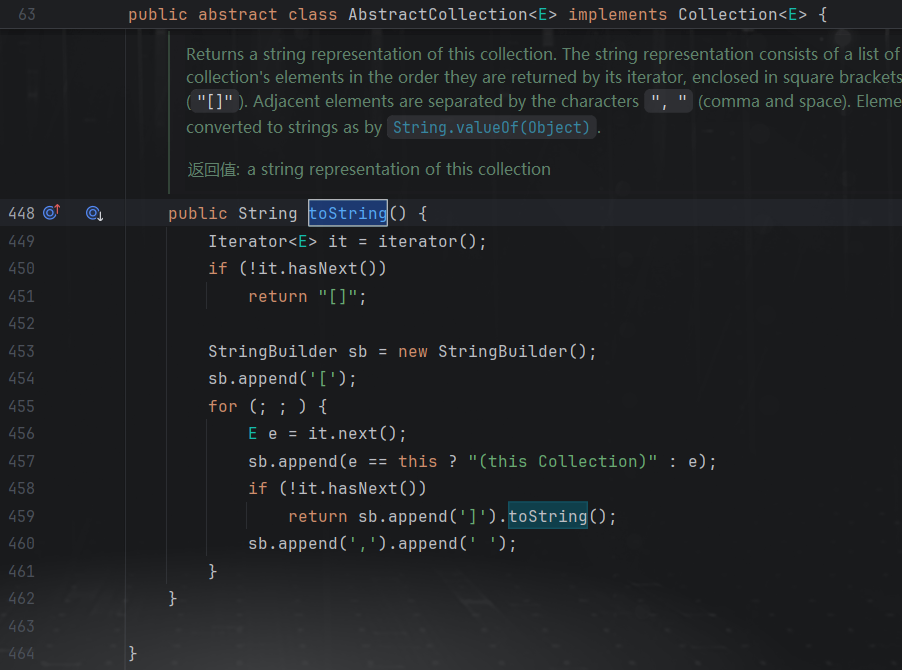 63 public abstract class AbstractCollection<E> implements Collection<E> {
Returns a string representation of this collection. The string representation consists of a list of
collection's elements in the order they are returned by its iterator, enclosed in square brackets
("[]"). Adjacent elements are separated by the characters ", " (comma and space). Eleme
converted to strings as by String.valueOf(Object).
返回值: a string representation of this collection
448 public String toString() {
449 Iterator<E> it = iterator();
450 if (!it.hasNext())
451 return "[]";
452
453 StringBuilder sb = new StringBuilder();
454 sb.append('[');
455 for (; ; ) {
456 E e = it.next();
457 sb.append(e == this ? "(this Collection)" : e);
458 if (!it.hasNext())
459 return sb.append(']').toString();
460 sb.append(',').append(' ');
461 }
462 }
463
464 }